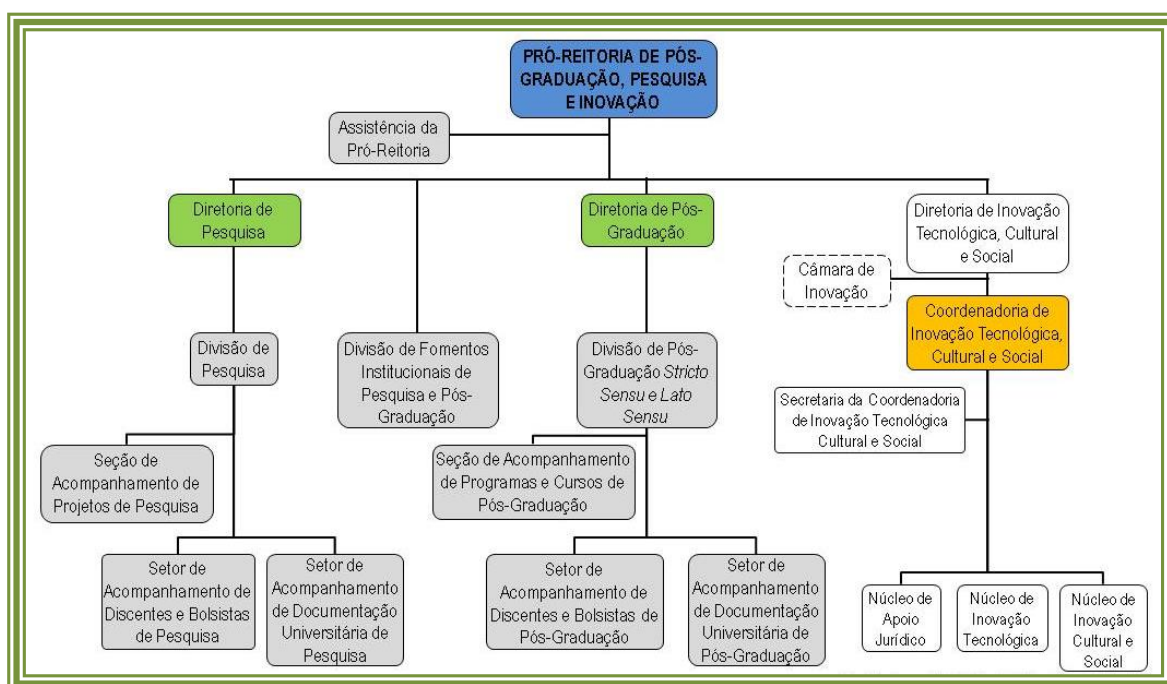 PRÓ-REITORIA DE PÓS-
GRADUAÇÃO, PESQUISA
E INOVAÇÃO
Assistência da
Pró-Reitoria
Diretoria de
Pesquisa
Diretoria de Pós-
Graduação
Diretoria de Inovação
Tecnológica, Cultural
e Social
Câmara de
Inovação
Coordenadoria de
Inovação Tecnológica,
Cultural e Social
Divisão de
Pesquisa
Divisão de Fomentos
Institucionais de
Pesquisa e Pós-
Graduação
Divisão de Pós-
Graduação Stricto
Sensu e Lato
Sensu
Secretaria da Coordenadoria
de Inovação Tecnológica
Cultural e Social
Seção de
Acompanhamento de
Projetos de Pesquisa
Seção de Acompanhamento
de Programas e Cursos de
Pós-Graduação
Setor de
Acompanhamento de
Discentes e Bolsistas
de Pesquisa
Setor de
Acompanhamento
de Documentação
Universitária de
Pesquisa
Setor de
Acompanhamento de
Discentes e Bolsistas de
Pós-Graduação
Setor de
Acompanhamento
de Documentação
Universitária de
Pós-Graduação
Núcleo de
Apoio
Jurídico
Núcleo de
Inovação
Tecnológica
Núcleo de
Inovação
Cultural e
Social